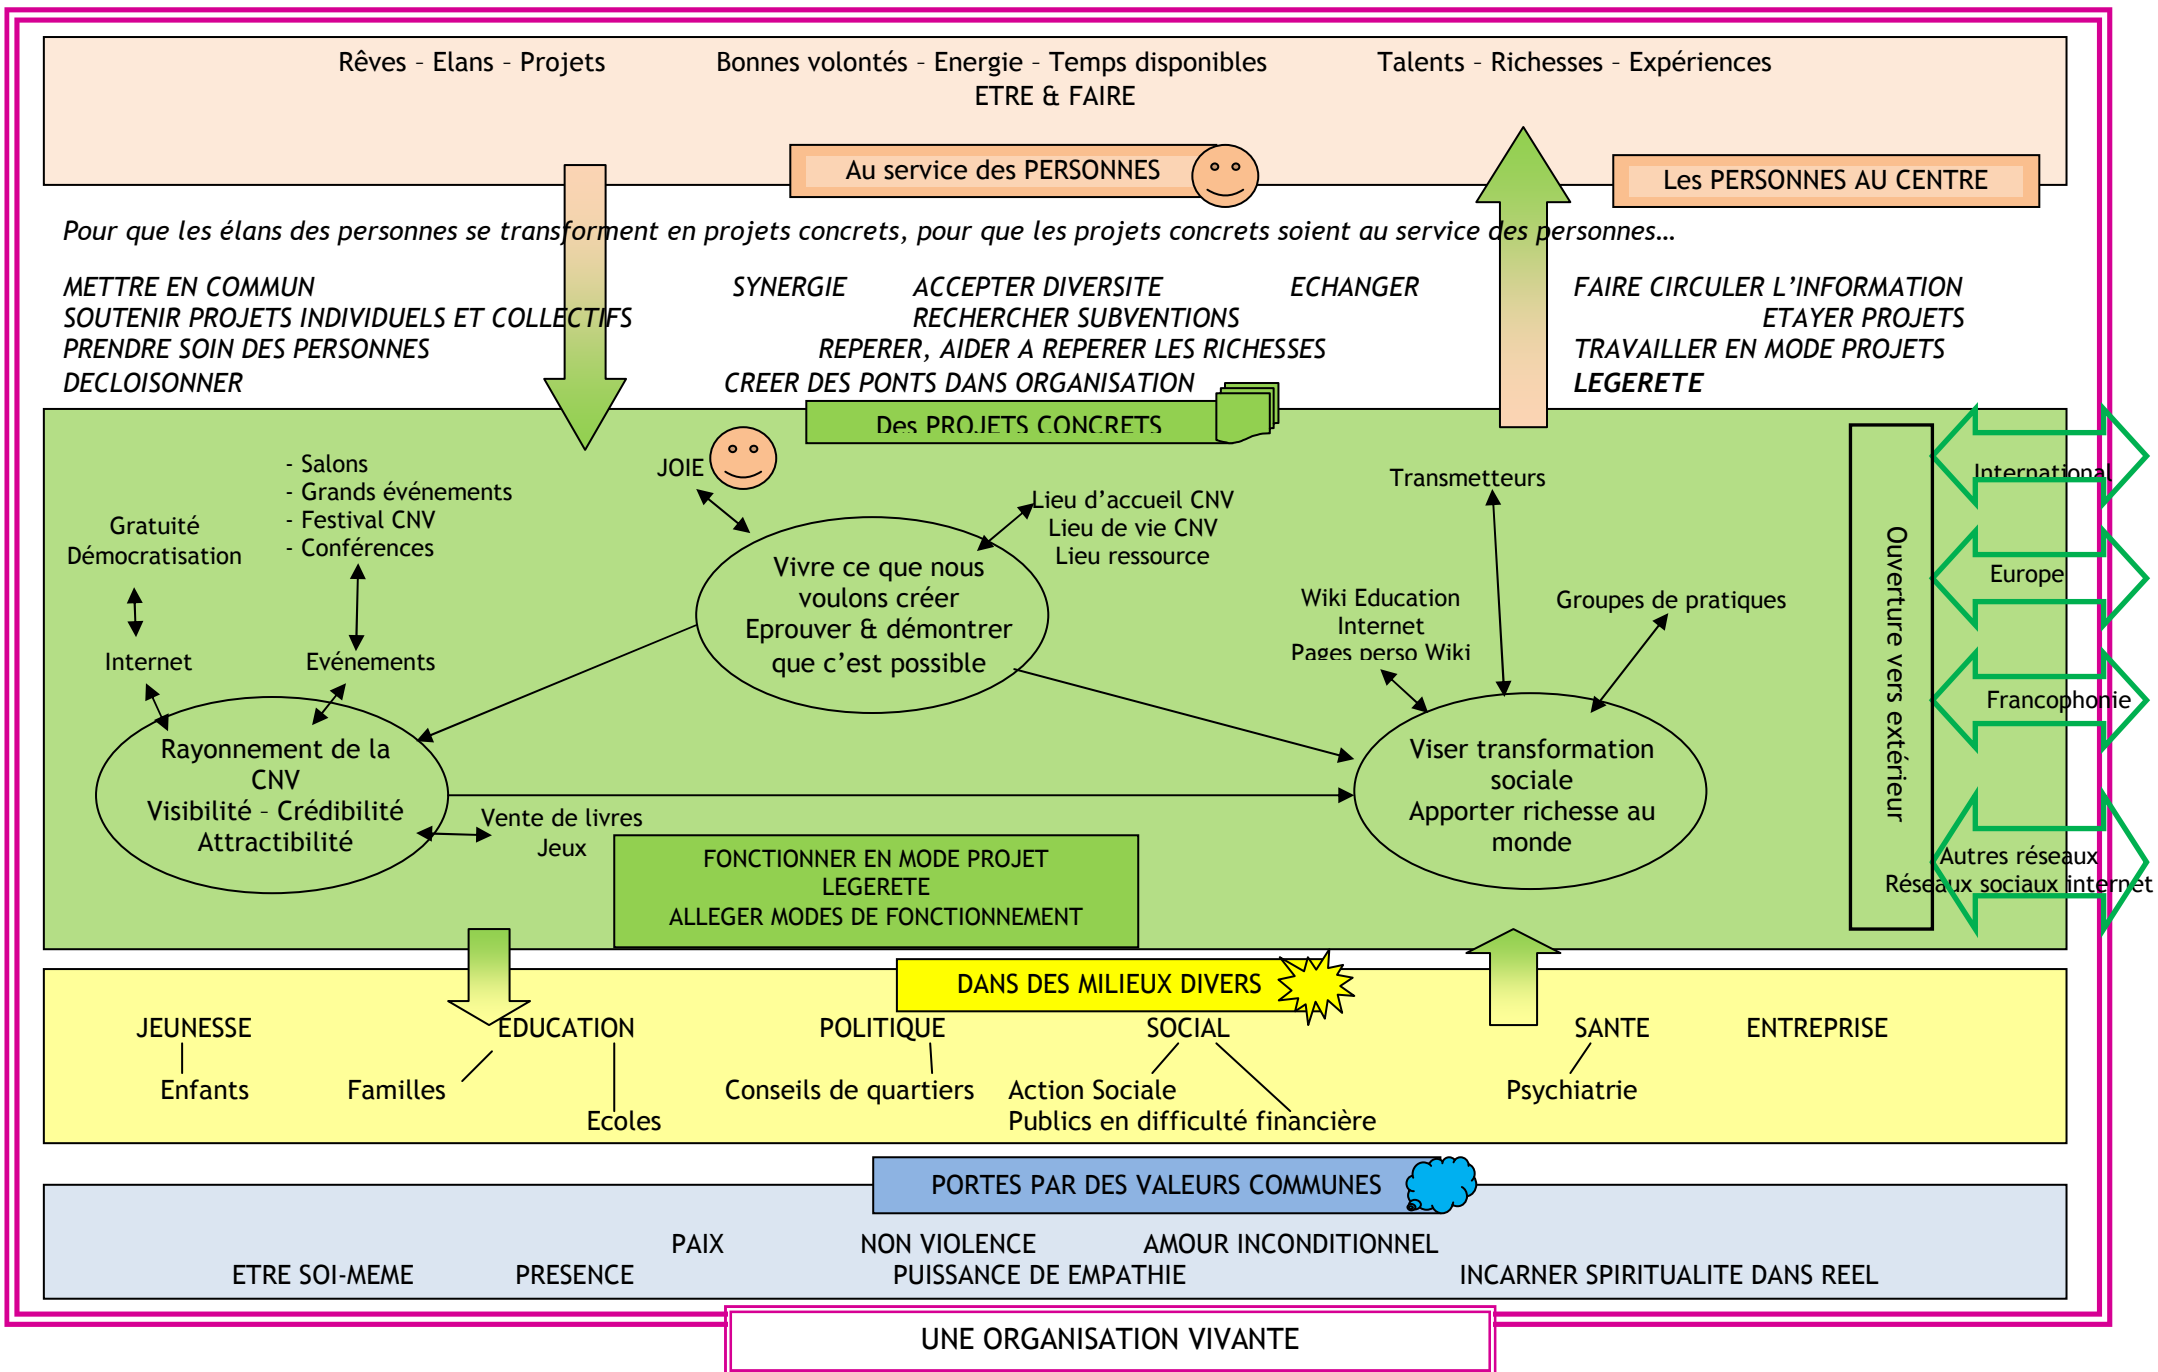 Rêves – Elans – Projets Bonnes volontés – Energie – Temps disponibles Talents – Richesses – Expériences
ETRE & FAIRE
Au service des PERSONNES
Les PERSONNES AU CENTRE
Pour que les élans des personnes se transforment en projets concrets, pour que les projets concrets soient au service des personnes…
METTRE EN COMMUN SYNERGIE ACCEPTER DIVERSITE ECHANGER FAIRE CIRCULER L’INFORMATION
SOUTENIR PROJETS INDIVIDUELS ET COLLECTIFS RECHERCHER SUBVENTIONS ETAYER PROJETS
PRENDRE SOIN DES PERSONNES REPERER, AIDER A REPERER LES RICHESSES TRAVAILLER EN MODE PROJETS
DECLOISONNER CREER DES PONTS DANS ORGANISATION LEGERETE
Des PROJETS CONCRETS
- Salons
- Grands événements
- Festival CNV
- Conférences
Gratuité
Démocratisation
Internet
Evénements
JOIE
Lieu d’accueil CNV
Lieu de vie CNV
Lieu ressource
Vivre ce que nous
voulons créer
Eprouver & démontrer
que c’est possible
Transmetteurs
Wiki Education
Internet
Pages perso Wiki
Groupes de pratiques
Rayonnement de la
CNV
Visibilité – Crédibilité
Attractibilité
Vente de livres
Jeux
Viser transformation
sociale
Apporter richesse au
monde
FONCTIONNER EN MODE PROJET
LEGERETE
ALLEGER MODES DE FONCTIONNEMENT
Ouverture vers extérieur
International
Europe
Francophonie
Autres réseaux
Réseaux sociaux internet
DANS DES MILIEUX DIVERS
JEUNESSE EDUCATION POLITIQUE SOCIAL SANTE ENTREPRISE
Enfants Familles Conseils de quartiers Action Sociale Psychiatrie
Ecoles Publics en difficulté financière
PORTES PAR DES VALEURS COMMUNES
PAIX NON VIOLENCE AMOUR INCONDITIONNEL
ETRE SOI-MEME PRESENCE PUISSANCE DE EMPATHIE INCARNER SPIRITUALITE DANS REEL
UNE ORGANISATION VIVANTE